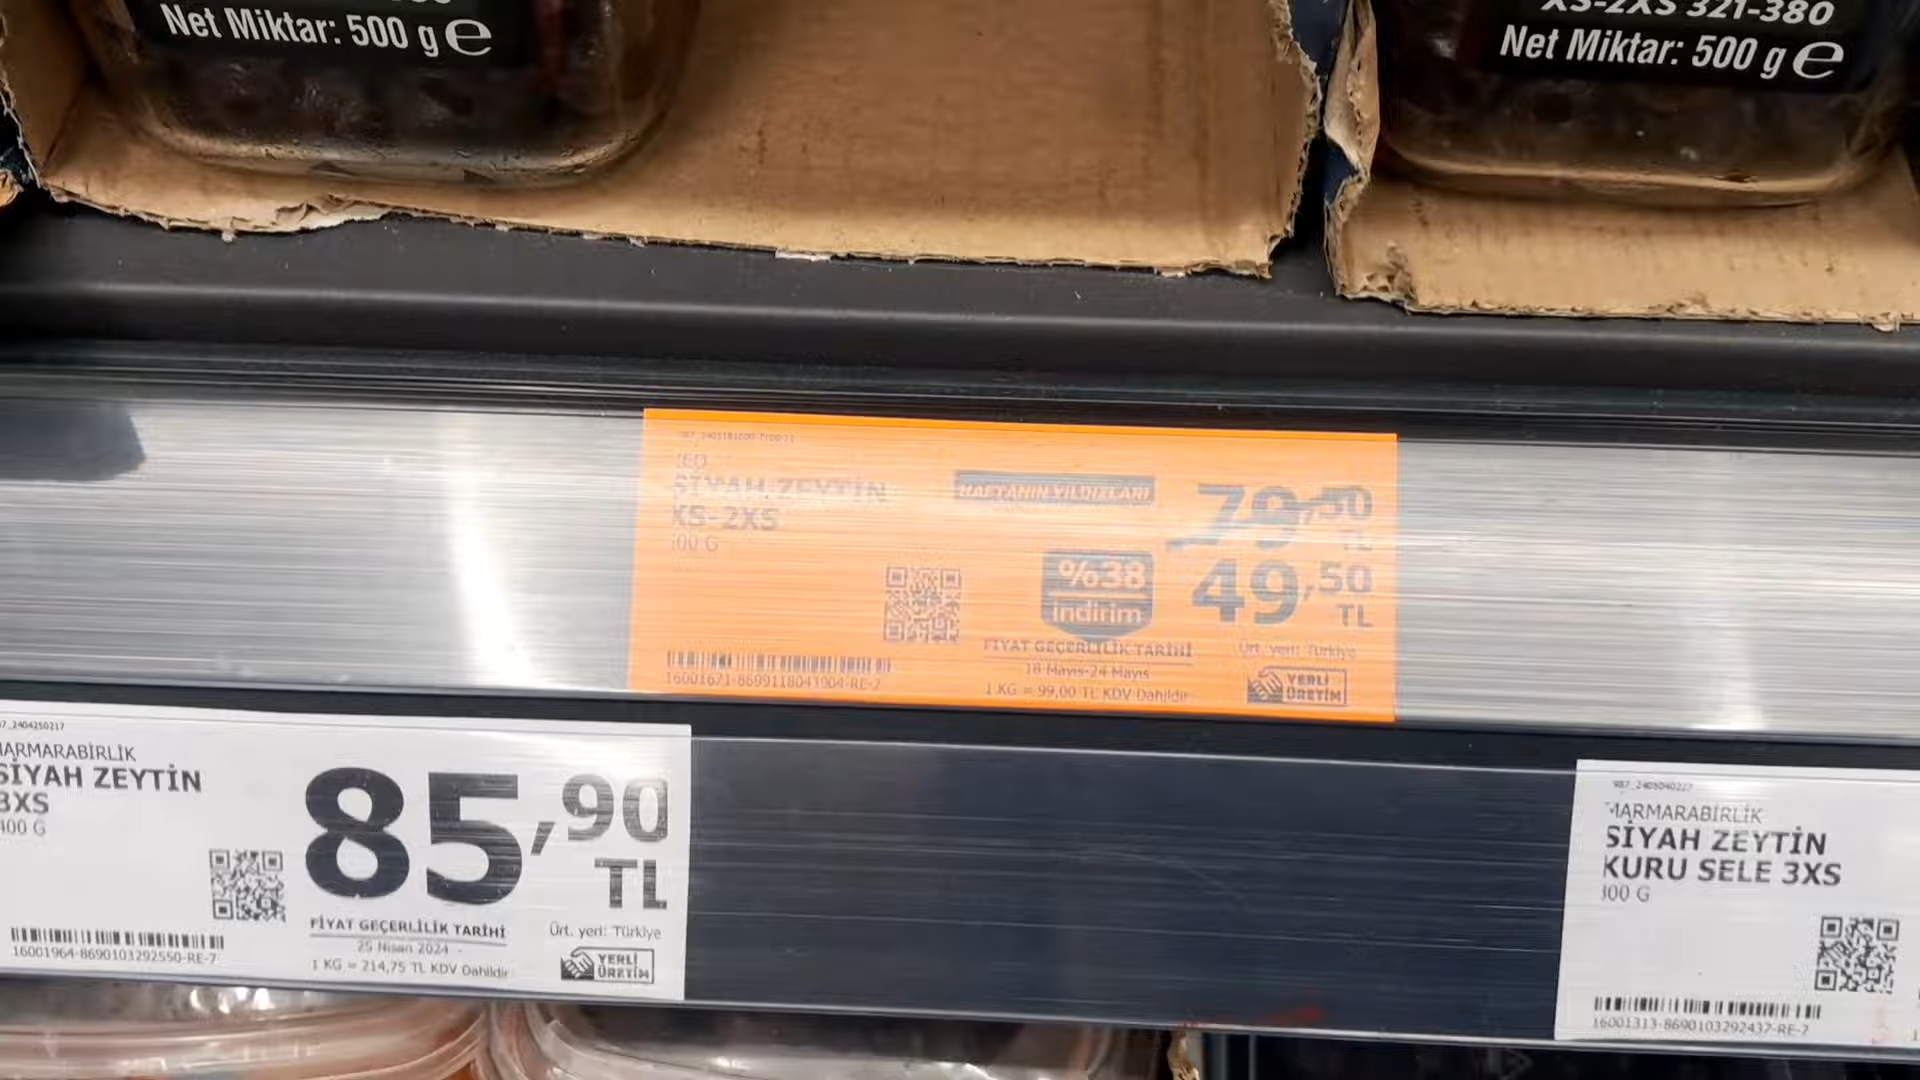 Net Miktar: 500 g e
XS-2XS 321-380
Net Miktar: 500 g e
SİYAH ZEYTİN
XS-2XS
00 G
HAFTANIN YILDIZLARI
79,50
TL
%38
indirim
49,50
TL
FİYAT GEÇERLİLİK TARİHİ
18 Mayıs-24 Mayıs
1 KG = 99,00 TL KDV Dahildir
Ürt. yeri: Türkiye
YERLİ
ÜRETİM
16001671-8699118041904-RE-7
7_2404250217
MARMARABİRLİK
SİYAH ZEYTİN
3XS
400 G
85,90
TL
FİYAT GEÇERLİLİK TARİHİ
25 Nisan 2024 -
1 KG = 214,75 TL KDV Dahildir
Ürt. yeri: Türkiye
YERLİ
ÜRETİM
16001964-8690103292550-RE-7
987_2405040227
MARMARABİRLİK
SİYAH ZEYTİN
KURU SELE 3XS
300 G
16001313-8690103292437-RE-7